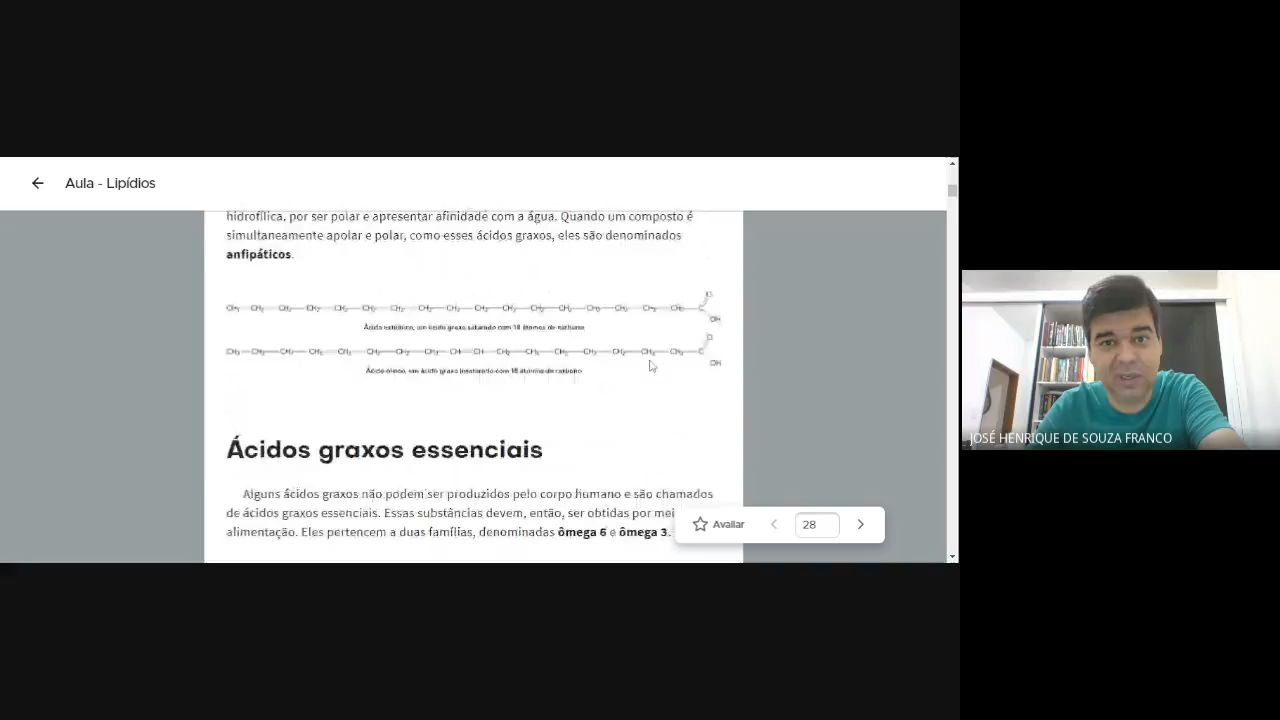 Aula - Lipídios
hidrofílica, por ser polar e apresentar afinidade com a água. Quando um composto é
simultaneamente apolar e polar, como esses ácidos graxos, eles são denominados
anfipáticos.
Ácido esteárico, um ácido graxo saturado com 18 átomos de carbono
Ácido oleico, um ácido graxo insaturado com 18 átomos de carbono
Ácidos graxos essenciais
Alguns ácidos graxos não podem ser produzidos pelo corpo humano e são chamados
de ácidos graxos essenciais. Essas substâncias devem, então, ser obtidas por mei
alimentação. Eles pertencem a duas famílias, denominadas ômega 6 e ômega 3.
Avaliar
28
JOSÉ HENRIQUE DE SOUZA FRANCO